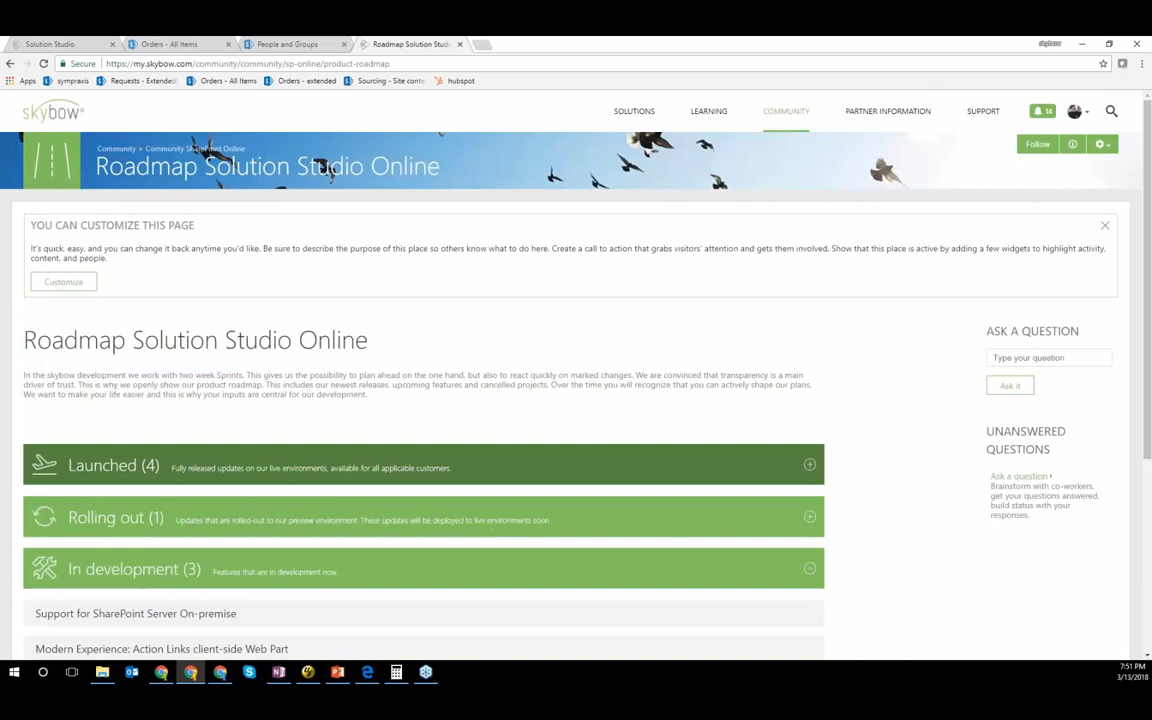 Solution Studio
Orders - All Items
People and Groups
Roadmap Solution Studi
skybow
Secure https://my.skybow.com/community/community/sp-online/product-roadmap
Apps sympraxis Requests - Extended Orders - All Items Orders - extended Sourcing - Site cont hubspot
skybow
SOLUTIONS LEARNING COMMUNITY PARTNER INFORMATION SUPPORT 14
Community > Community SharePoint Online
Roadmap Solution Studio Online
Follow
YOU CAN CUSTOMIZE THIS PAGE
It's quick, easy, and you can change it back anytime you'd like. Be sure to describe the purpose of this place so others know what to do here. Create a call to action that grabs visitors' attention and gets them involved. Show that this place is active by adding a few widgets to highlight activity,
content, and people.
Customize
Roadmap Solution Studio Online
In the skybow development we work with two week Sprints. This gives us the possibility to plan ahead on the one hand, but also to react quickly on marked changes. We are convinced that transparency is a main
driver of trust. This is why we openly show our product roadmap. This includes our newest releases, upcoming features and cancelled projects. Over the time you will recognize that you can actively shape our plans.
We want to make your life easier and this is why your inputs are central for our development.
Launched (4) Fully released updates on our live environments, available for all applicable customers.
Rolling out (1) Updates that are rolled-out to our preview environment. These updates will be deployed to live environments soon.
In development (3) Features that are in development now.
Support for SharePoint Server On-premise
Modern Experience: Action Links client-side Web Part
ASK A QUESTION
Type your question
Ask it
UNANSWERED
QUESTIONS
Ask a question
Brainstorm with co-workers,
get your questions answered,
build status with your
responses.
7:51 PM
3/13/2018